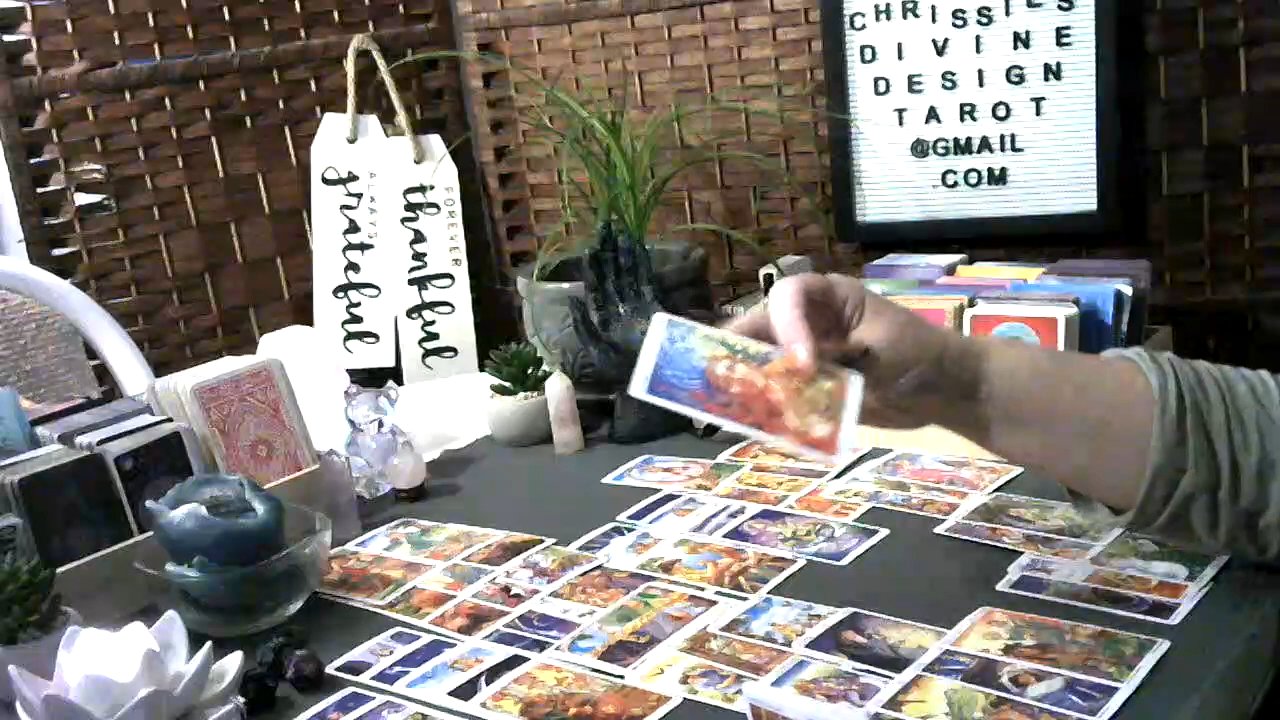 ALWAYS
grateful
FOREVER
thankful
CHRISSIES
DIVINE
DESIGN
TAROT
@GMAIL
.COM